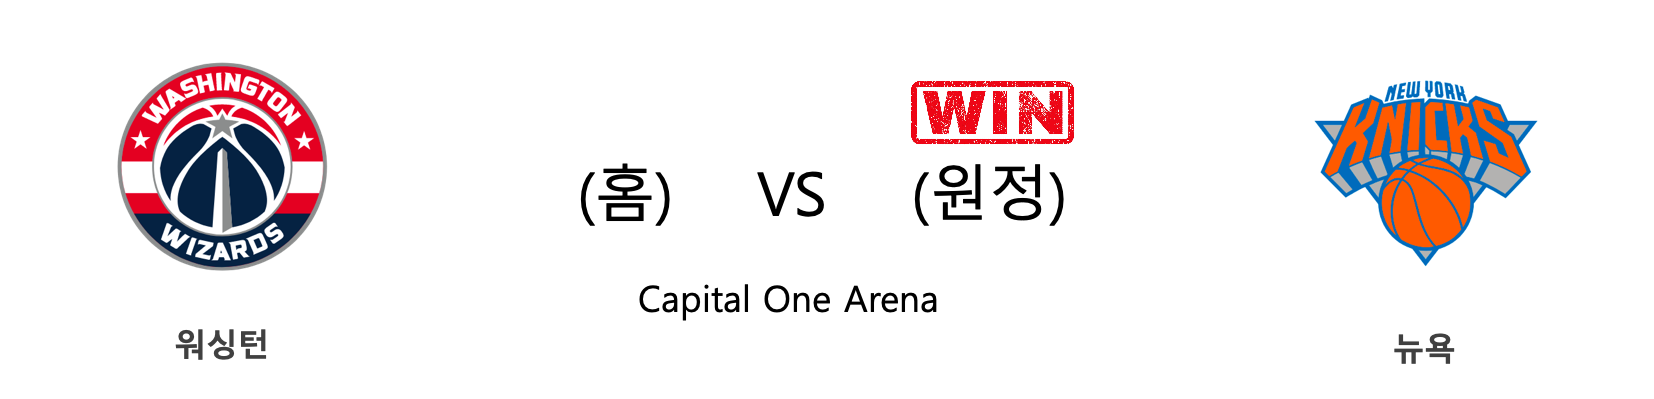 WASHINGTON
WIZARDS
워싱턴
WIN
(홈) VS (원정)
Capital One Arena
NEW YORK
KNICKS
뉴욕